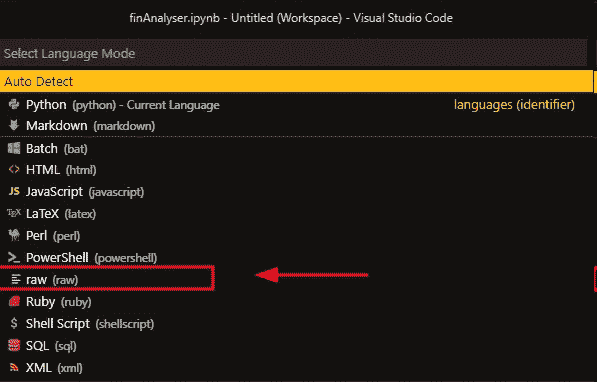 finAnalyser.ipynb - Untitled (Workspace) - Visual Studio Code
Select Language Mode
Auto Detect
Python (python) - Current Language languages (identifier)
Markdown (markdown)
Batch (bat)
HTML (html)
JS JavaScript (javascript)
TEX LaTeX (latex)
Perl (perl)
PowerShell (powershell)
raw (raw)
Ruby (ruby)
$ Shell Script (shellscript)
SQL (sql)
XML (xml)